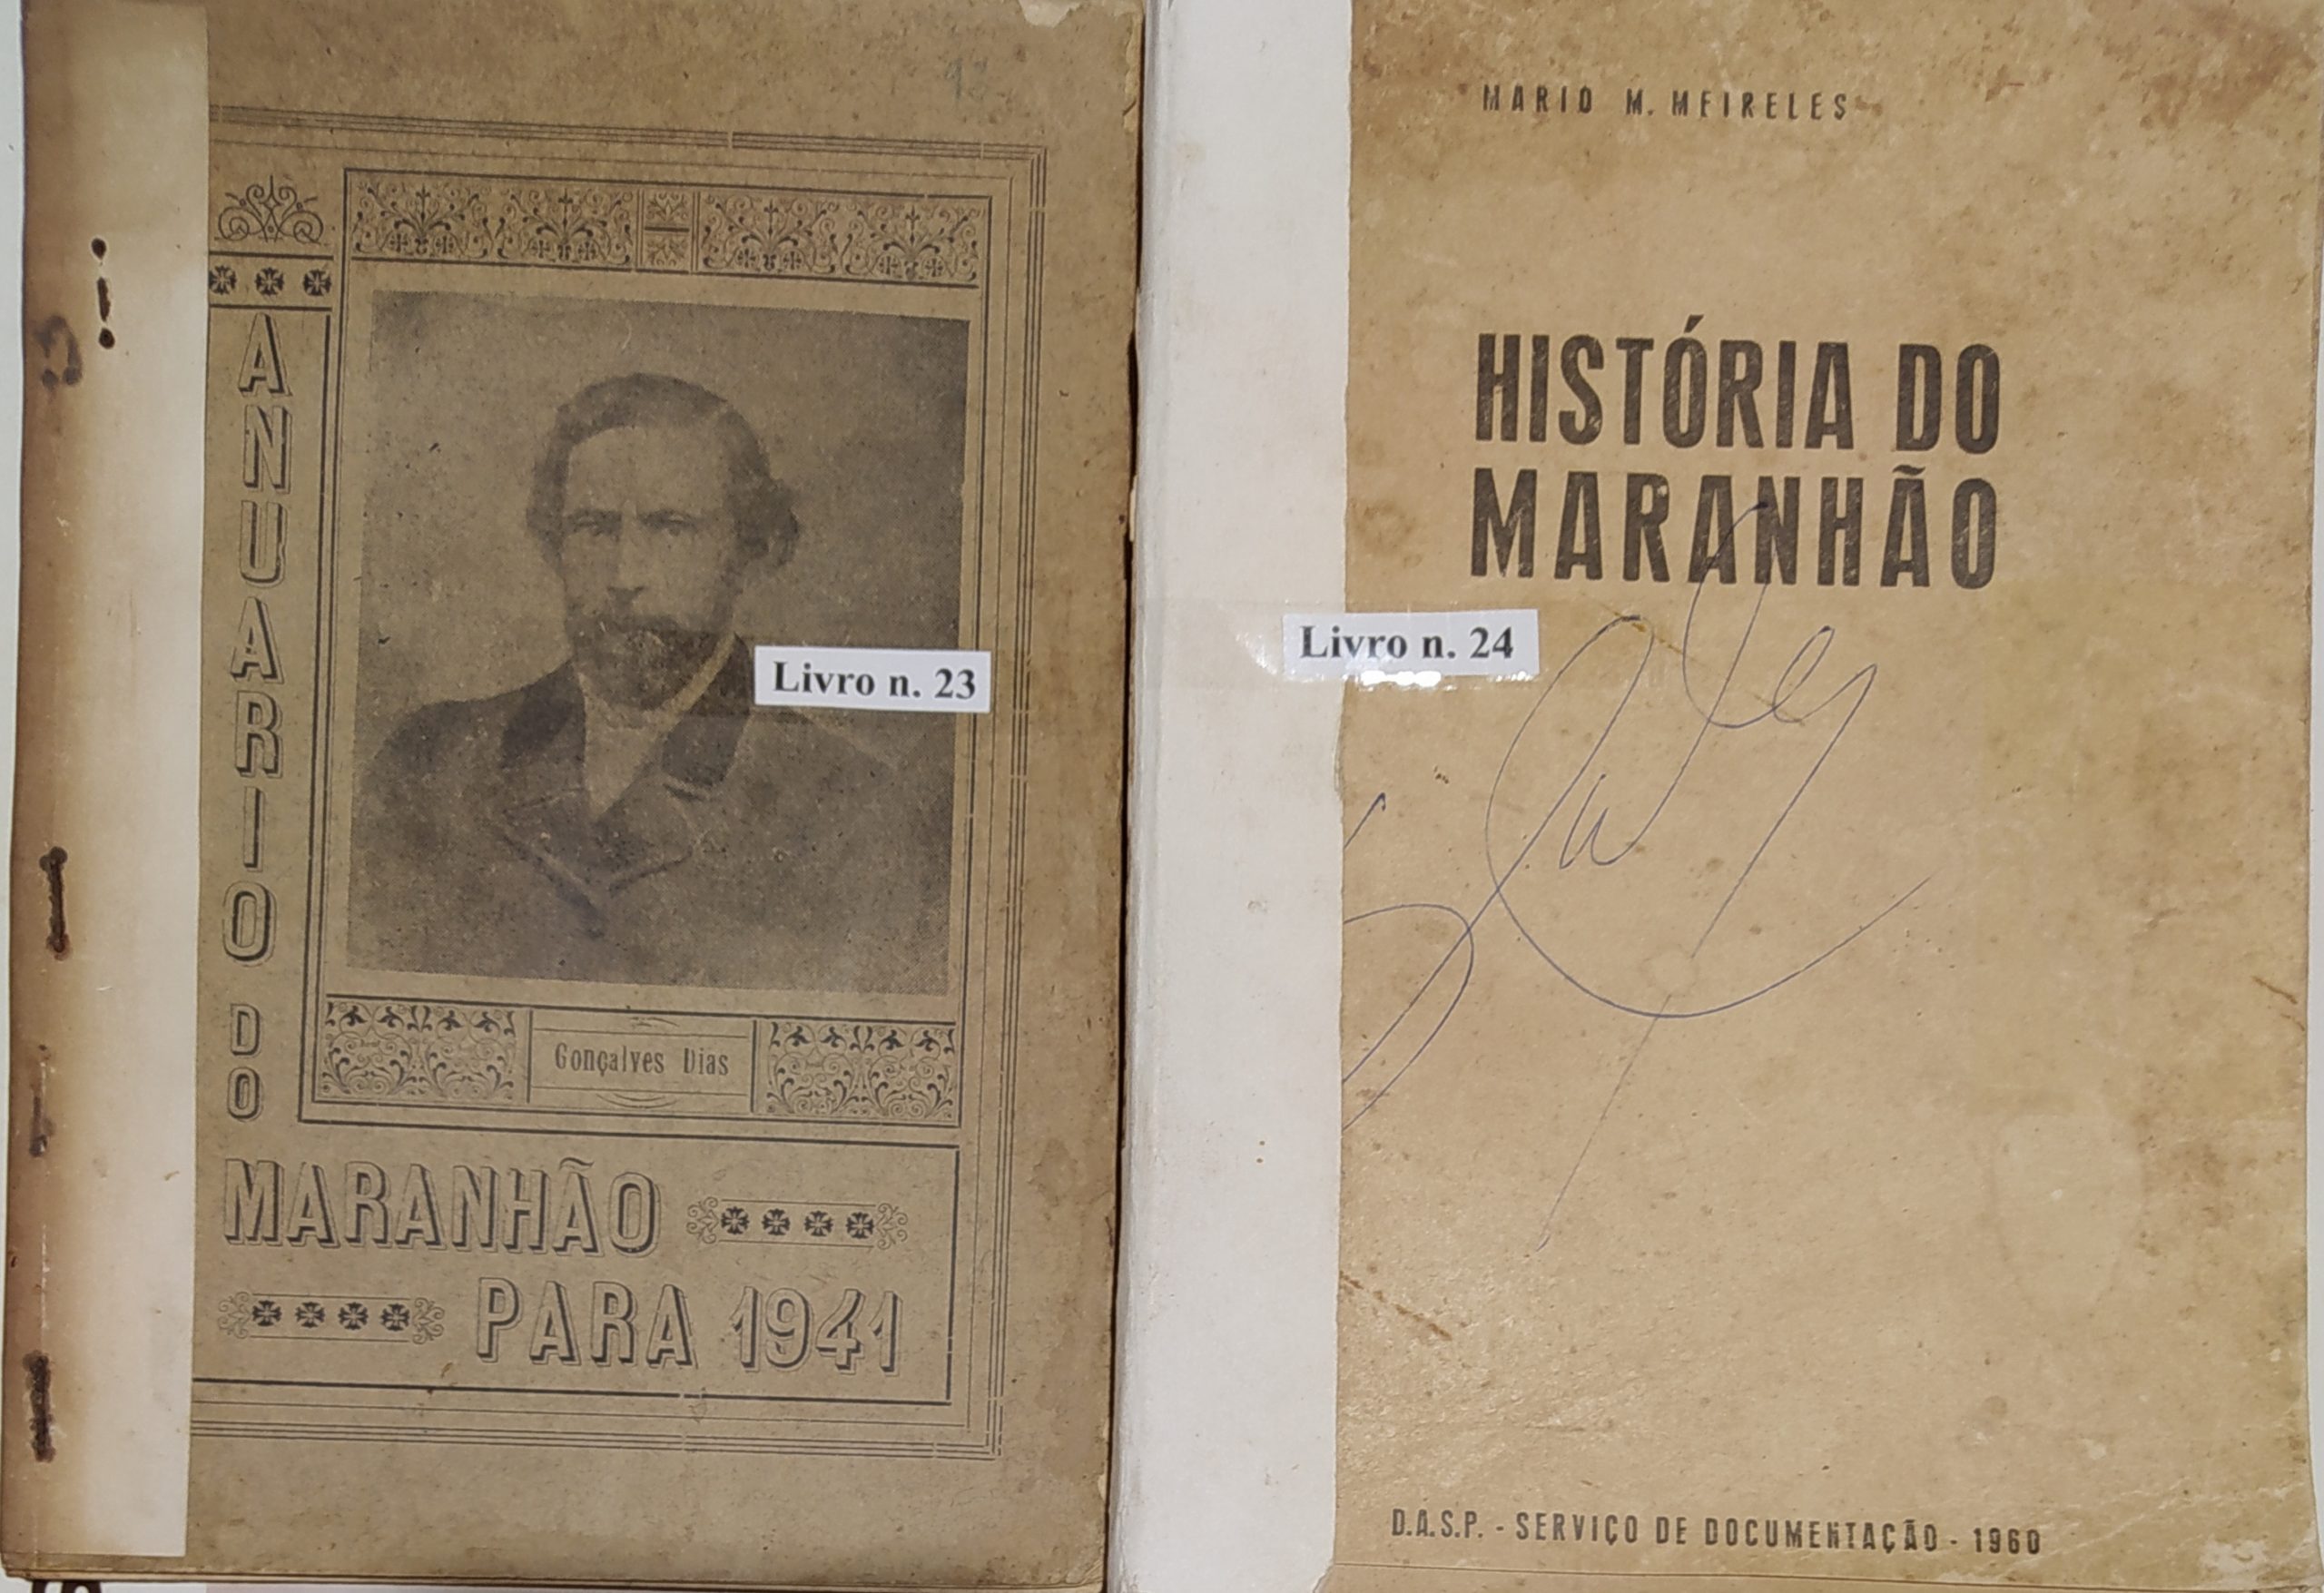 ANUARIO
DO
MARANHÃO
PARA 1941
Gonçalves Dias
Livro n. 23
MARIO M. MEIRELES
HISTÓRIA DO
MARANHÃO
Livro n. 24
D.A.S.P. - SERVIÇO DE DOCUMENTAÇÃO - 1960